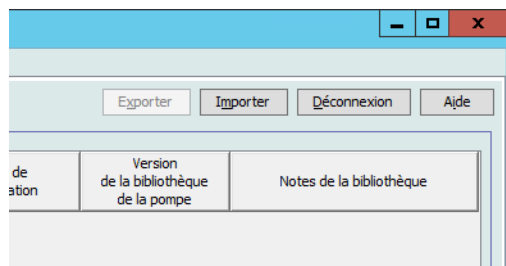 Exporter Importer Déconnexion Aide
de Version
ation de la bibliothèque Notes de la bibliothèque
de la pompe